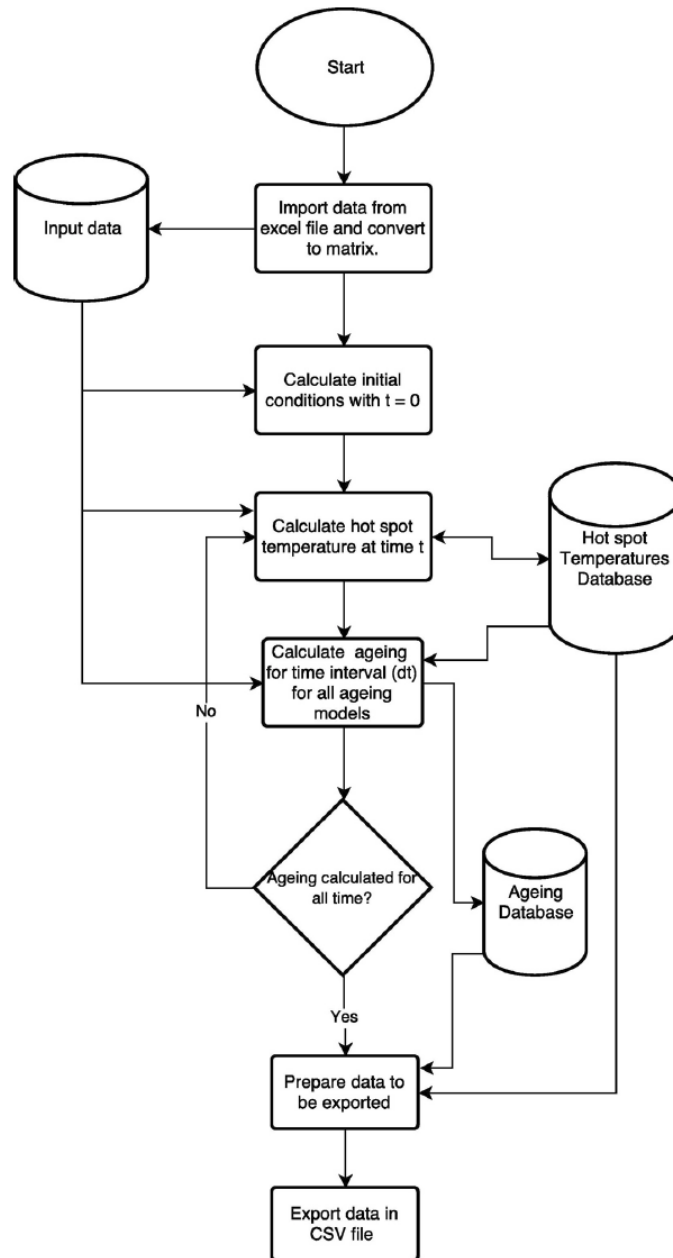 Start
Import data from
excel file and convert
to matrix.
Input data
Calculate initial
conditions with t = 0
Calculate hot spot
temperature at time t
Hot spot
Temperatures
Database
Calculate ageing
for time interval (dt)
for all ageing
models
No
Ageing calculated for
all time?
Ageing
Database
Yes
Prepare data to
be exported
Export data in
CSV file